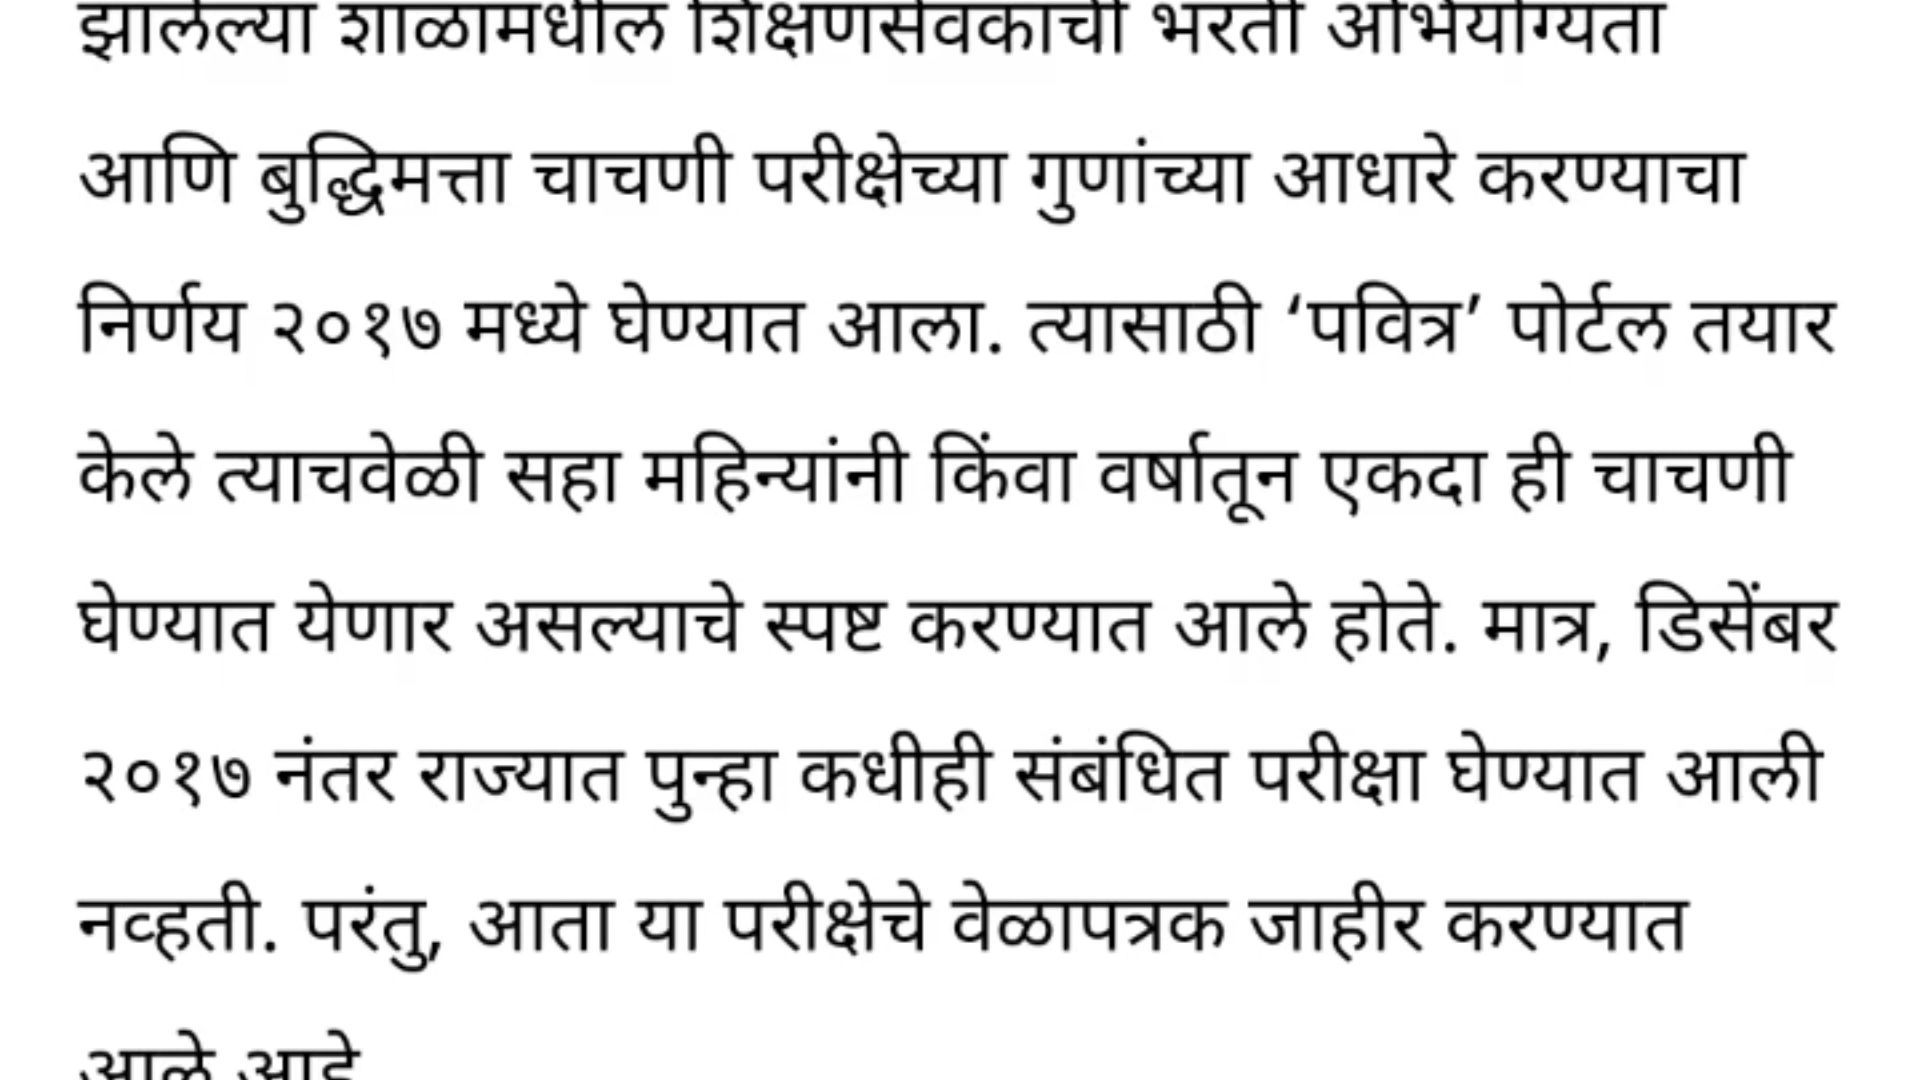 झालेल्या शाळांमधील शिक्षणसेवकांची भरती अभियोग्यता
आणि बुद्धिमत्ता चाचणी परीक्षेच्या गुणांच्या आधारे करण्याचा
निर्णय २०१७ मध्ये घेण्यात आला. त्यासाठी ‘पवित्र’ पोर्टल तयार
केले त्याचवेळी सहा महिन्यांनी किंवा वर्षातून एकदा ही चाचणी
घेण्यात येणार असल्याचे स्पष्ट करण्यात आले होते. मात्र, डिसेंबर
२०१७ नंतर राज्यात पुन्हा कधीही संबंधित परीक्षा घेण्यात आली
नव्हती. परंतु, आता या परीक्षेचे वेळापत्रक जाहीर करण्यात
आले आहे